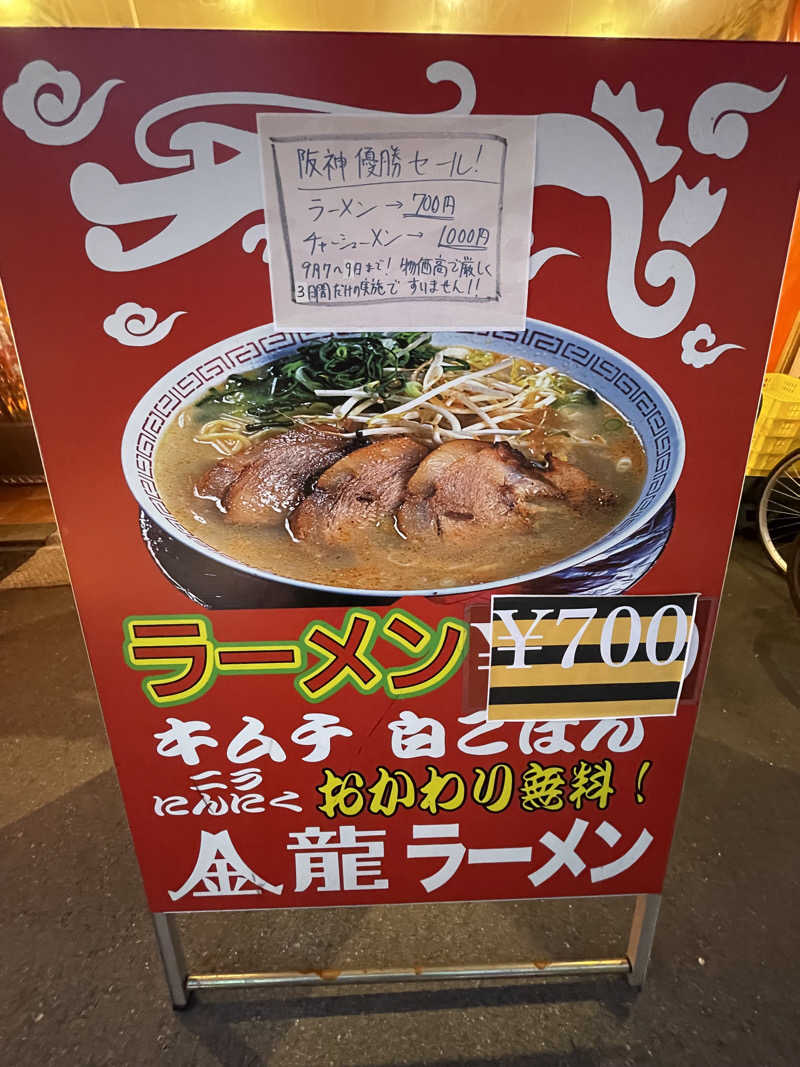 阪神優勝セール!
ラーメン→700円
チャーシューメン→1000円
9月7〜9日まで! 物価高で厳しく
3日間だけの実施ですいません!!
ラーメン ¥700
キムチ 白ごはん
ニラ
にんにく おかわり無料!
金龍ラーメン